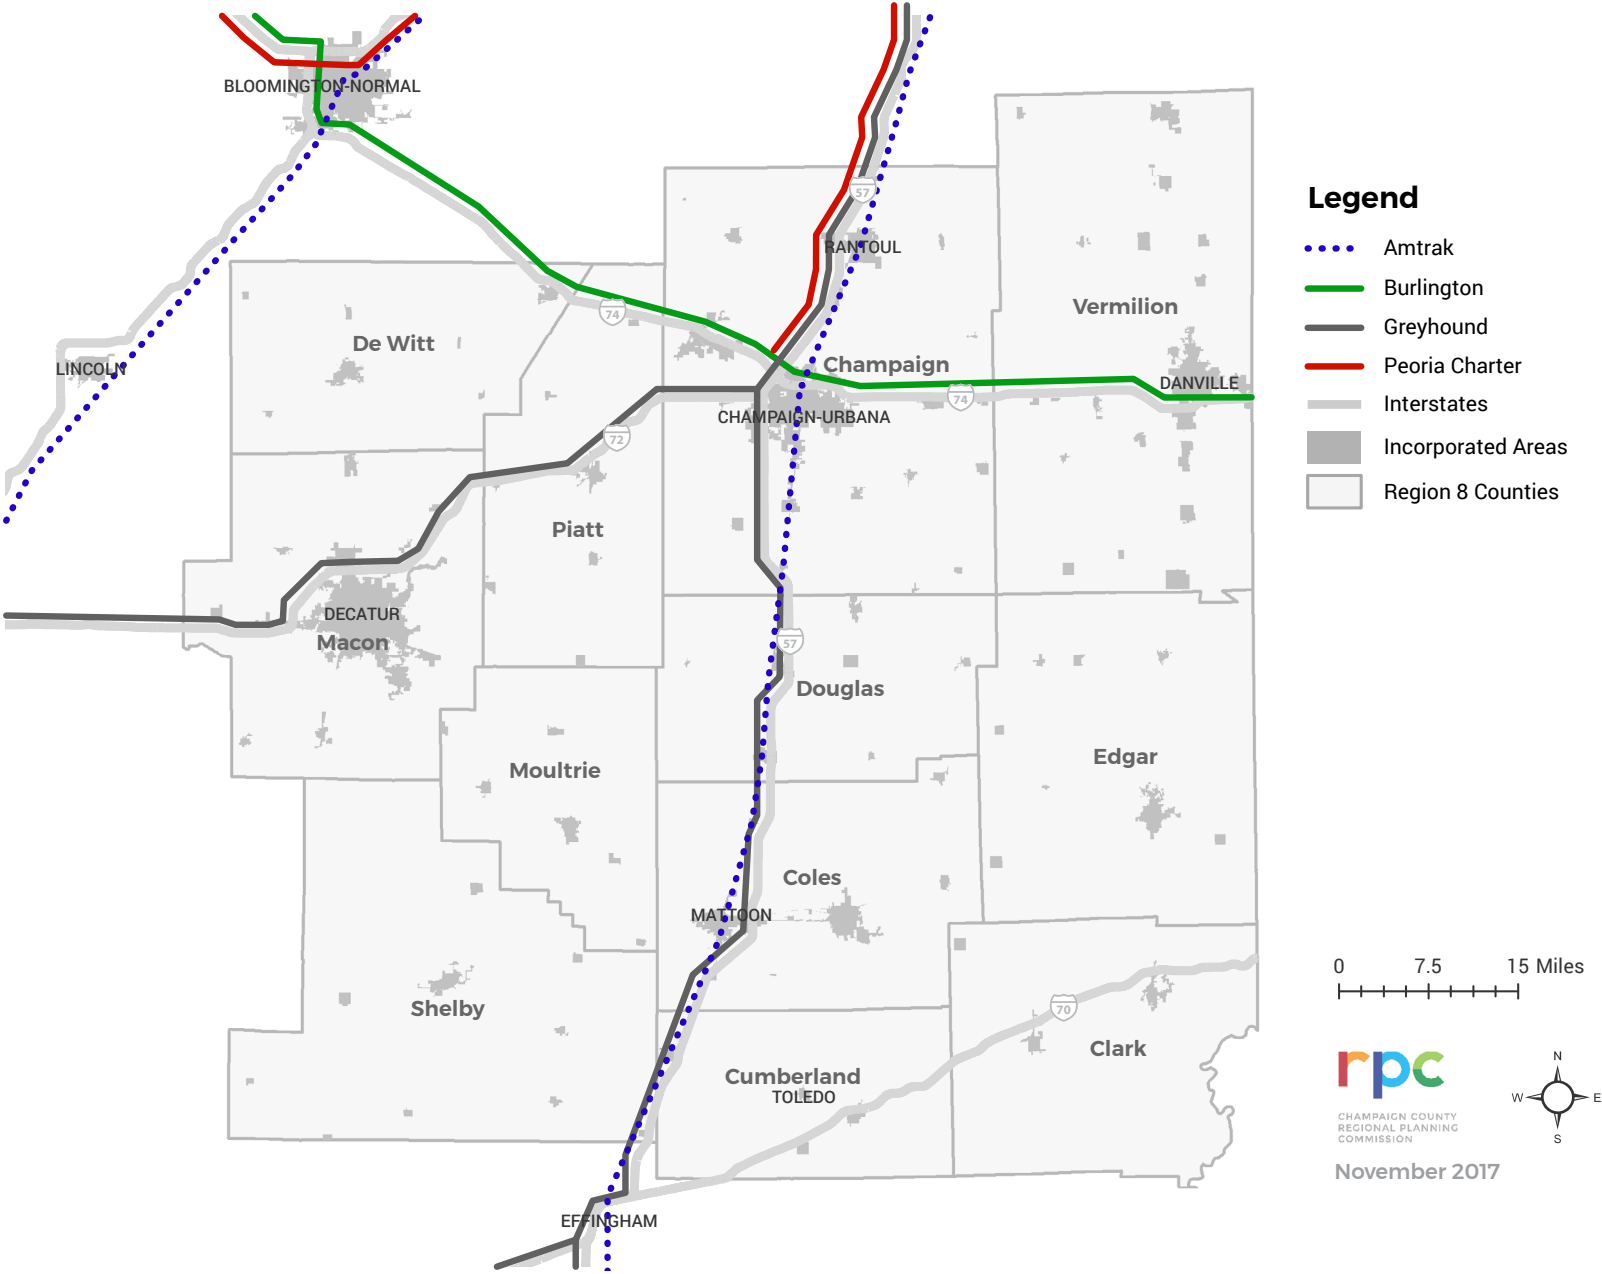 BLOOMINGTON-NORMAL
57
RANTOUL
Vermilion
74
De Witt
LINCOLN
Champaign
DANVILLE
74
CHAMPAIGN-URBANA
72
Piatt
DECATUR
Macon
57
Douglas
Moultrie
Edgar
Coles
MATTOON
Shelby
70
Clark
Cumberland
TOLEDO
EFFINGHAM
Legend
Amtrak
Burlington
Greyhound
Peoria Charter
Interstates
Incorporated Areas
Region 8 Counties
0 7.5 15 Miles
rpc
CHAMPAIGN COUNTY
REGIONAL PLANNING
COMMISSION
N
W E
S
November 2017